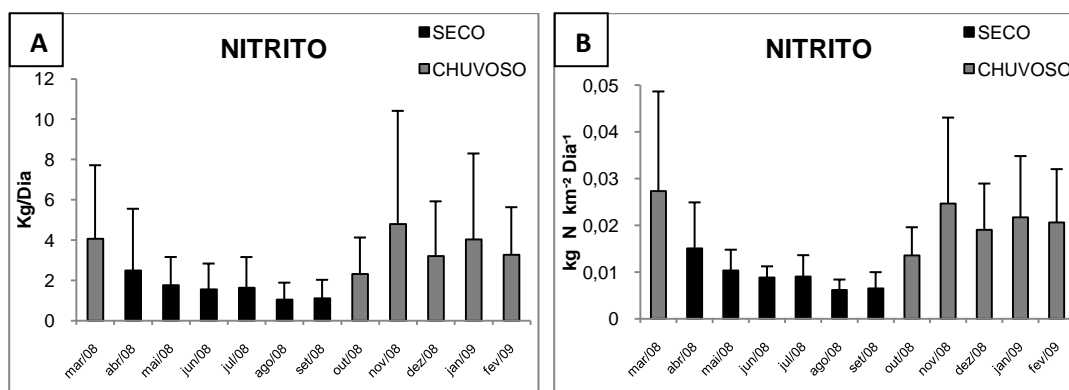 A
NITRITO
SECO
CHUVOSO
Kg/Dia
12
10
8
6
4
2
0
mar/08
abr/08
mai/08
jun/08
jul/08
ago/08
set/08
out/08
nov/08
dez/08
jan/09
fev/09
B
NITRITO
SECO
CHUVOSO
kg N km⁻² Dia⁻¹
0,05
0,04
0,03
0,02
0,01
0,00
mar/08
abr/08
mai/08
jun/08
jul/08
ago/08
set/08
out/08
nov/08
dez/08
jan/09
fev/09